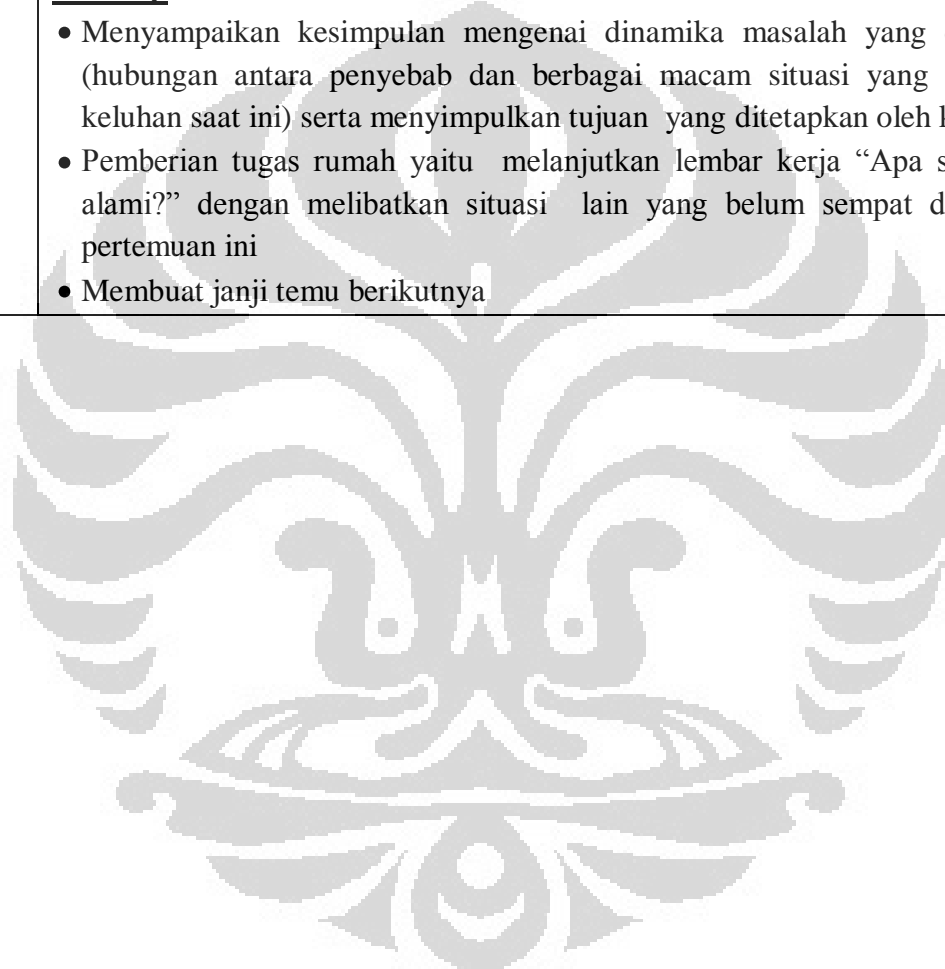 • Menyampaikan kesimpulan mengenai dinamika masalah yang
(hubungan antara penyebab dan berbagai macam situasi yang
keluhan saat ini) serta menyimpulkan tujuan yang ditetapkan oleh
• Pemberian tugas rumah yaitu melanjutkan lembar kerja “Apa
alami?” dengan melibatkan situasi lain yang belum sempat
pertemuan ini
• Membuat janji temu berikutnya